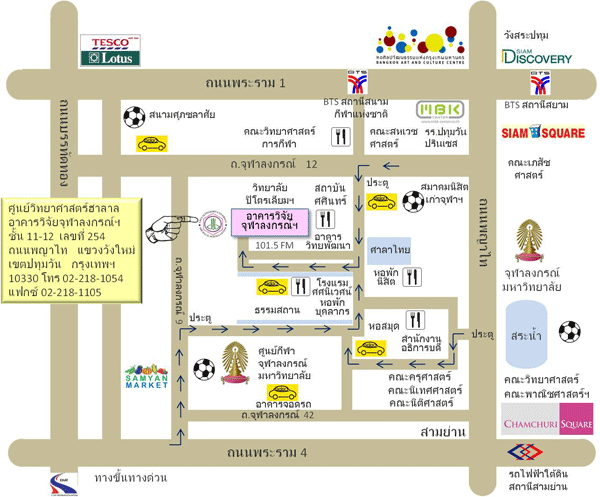 TESCO
Lotus
หอศิลปวัฒนธรรมแห่งกรุงเทพมหานคร
BANGKOK ART AND CULTURE CENTRE
วังสระปทุม
SIAM
DISCOVERY
ถนนพระราม 1
BTS
BTS
ถนนบรรทัดทอง
สนามศุภชลาศัย
BTS สถานีสนาม
กีฬาแห่งชาติ
BTS สถานีสยาม
MBK
CENTER
คณะวิทยาศาสตร์
การกีฬา
คณะสหเวช
ศาสตร์
รร.ปทุมวัน
ปริ๊นเซส
SIAM SQUARE
คณะเภสัช
ศาสตร์
ถ.จุฬาลงกรณ์ 12
ประตู
วิทยาลัย
ปิโตรเลียมฯ
สถาบัน
ศศินทร์
สมาคมนิสิต
เก่าจุฬาฯ
ศูนย์วิทยาศาสตร์ฮาลาล
อาคารวิจัยจุฬาลงกรณ์ฯ
ชั้น 11-12 เลขที่ 254
ถนนพญาไท แขวงวังใหม่
เขตปทุมวัน กรุงเทพฯ
10330 โทร 02-218-1054
แฟกซ์ 02-218-1105
อาคารวิจัย
จุฬาลงกรณ์ฯ
101.5 FM
อาคาร
วิทยพัฒนา
ศาลาไทย
ถนนพญาไท
จุฬาลงกรณ์
มหาวิทยาลัย
ถ.จุฬาลงกรณ์ 9
หอพัก
นิสิต
โรงแรม
ศศนิเวศน์
หอพัก
บุคลากร
ธรรมสถาน
ประตู
หอสมุด
สำนักงาน
อธิการบดี
ประตู
สระน้ำ
SAMYAN
MARKET
ศูนย์กีฬา
จุฬาลงกรณ์
มหาวิทยาลัย
อาคารจอดรถ
คณะครุศาสตร์
คณะนิเทศศาสตร์
คณะนิติศาสตร์
คณะวิทยาศาสตร์
คณะพาณิชศาสตร์ฯ
ถ.จุฬาลงกรณ์ 42
สามย่าน
CHAMCHURI SQUARE
ถนนพระราม 4
ทางขึ้นทางด่วน
รถไฟฟ้าใต้ดิน
สถานีสามย่าน